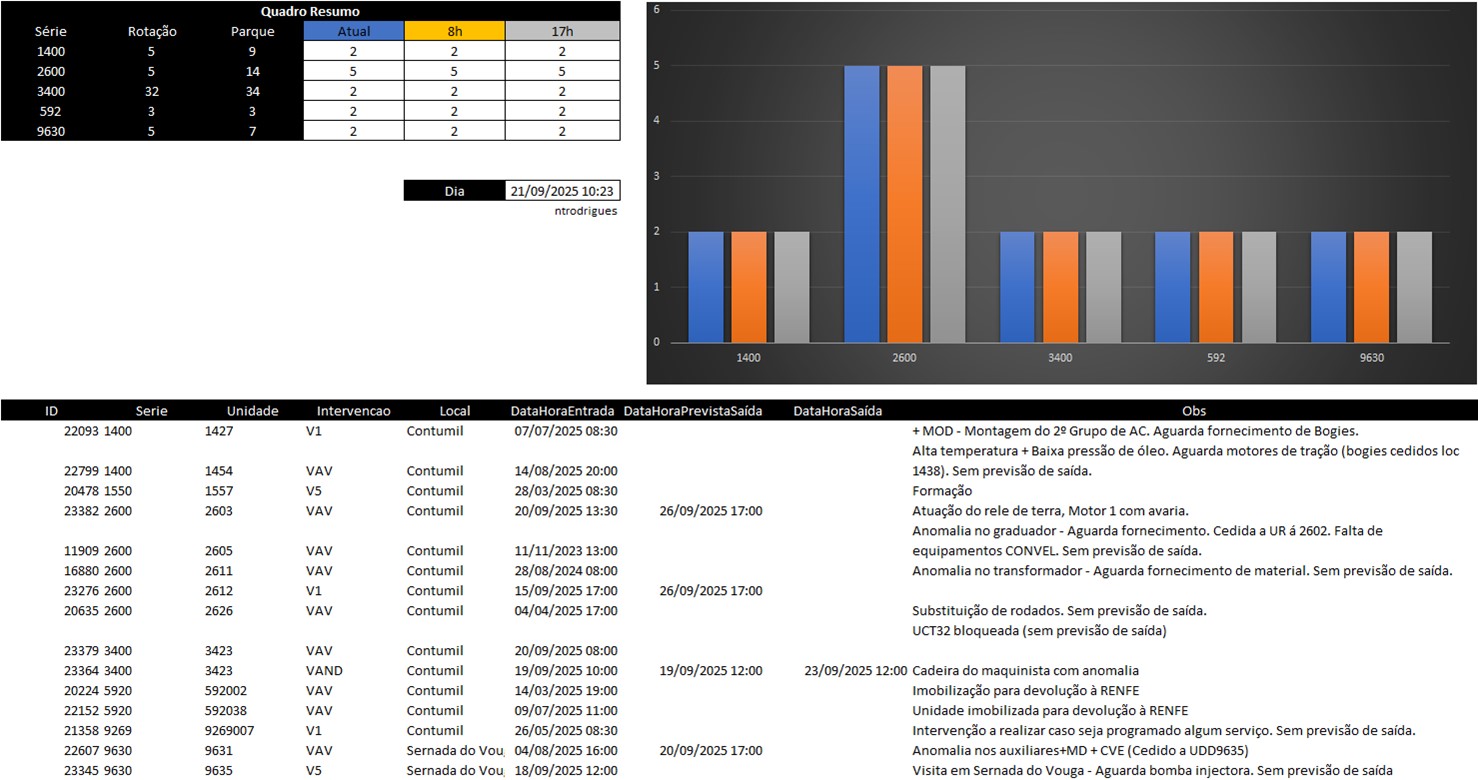 Quadro Resumo
Série Rotação Parque Atual 8h 17h
1400 5 9 2 2 2
2600 5 14 5 5 5
3400 32 34 2 2 2
592 3 3 2 2 2
9630 5 7 2 2 2
Dia 21/09/2025 10:23
ntrodrigues
6
5
4
3
2
1
0
1400 2600 3400 592 9630
ID Serie Unidade Intervencao Local DataHoraEntrada DataHoraPrevistaSaída DataHoraSaída Obs
22093 1400 1427 V1 Contumil 07/07/2025 08:30 + MOD - Montagem do 2º Grupo de AC. Aguarda fornecimento de Bogies.
Alta temperatura + Baixa pressão de óleo. Aguarda motores de tração (bogies cedidos loc
22799 1400 1454 VAV Contumil 14/08/2025 20:00 1438). Sem previsão de saída.
20478 1550 1557 V5 Contumil 28/03/2025 08:30 Formação
23382 2600 2603 VAV Contumil 20/09/2025 13:30 26/09/2025 17:00 Atuação do rele de terra, Motor 1 com avaria.
Anomalia no graduador - Aguarda fornecimento. Cedida a UR á 2602. Falta de
11909 2600 2605 VAV Contumil 11/11/2023 13:00 equipamentos CONVEL. Sem previsão de saída.
16880 2600 2611 VAV Contumil 28/08/2024 08:00 Anomalia no transformador - Aguarda fornecimento de material. Sem previsão de saída.
23276 2600 2612 V1 Contumil 15/09/2025 17:00 26/09/2025 17:00
20635 2600 2626 VAV Contumil 04/04/2025 17:00 Substituição de rodados. Sem previsão de saída.
UCT32 bloqueada (sem previsão de saída)
23379 3400 3423 VAV Contumil 20/09/2025 08:00
23364 3400 3423 VAND Contumil 19/09/2025 10:00 19/09/2025 12:00 23/09/2025 12:00 Cadeira do maquinista com anomalia
20224 5920 592002 VAV Contumil 14/03/2025 19:00 Imobilização para devolução à RENFE
22152 5920 592038 VAV Contumil 09/07/2025 11:00 Unidade imobilizada para devolução à RENFE
21358 9269 9269007 V1 Contumil 26/05/2025 08:30 Intervenção a realizar caso seja programado algum serviço. Sem previsão de saída.
22607 9630 9631 VAV Sernada do Voug 04/08/2025 16:00 20/09/2025 17:00 Anomalia nos auxiliares+MD + CVE (Cedido a UDD9635)
23345 9630 9635 V5 Sernada do Voug 18/09/2025 12:00 Visita em Sernada do Vouga - Aguarda bomba injectora. Sem previsão de saída